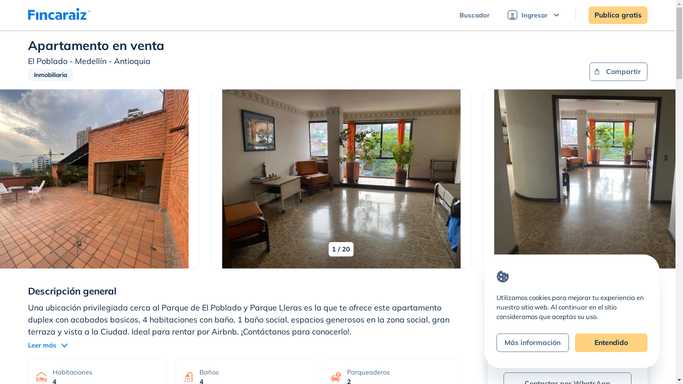 Fincaraiz
Buscador
Ingresar
Publica gratis
Apartamento en venta
El Poblado - Medellín - Antioquia
Inmobiliaria
Compartir
1 / 20
Descripción general
Una ubicación privilegiada cerca al Parque de El Poblado y Parque Lleras es la que te ofrece este apartamento
duplex con acabados basicos, 4 habitaciones con baño, 1 baño social, espacios generosos en la zona social, gran
terraza y vista a la Ciudad. Ideal para rentar por Airbnb. ¡Contáctanos para conocerlo!.
Leer más
Habitaciones
4
Baños
4
Parqueaderos
2
Utilizamos cookies para mejorar tu experiencia en
nuestro sitio web. Al continuar en el sitio
consideramos que aceptas su uso.
Más información
Entendido
Contactar por WhatsApp